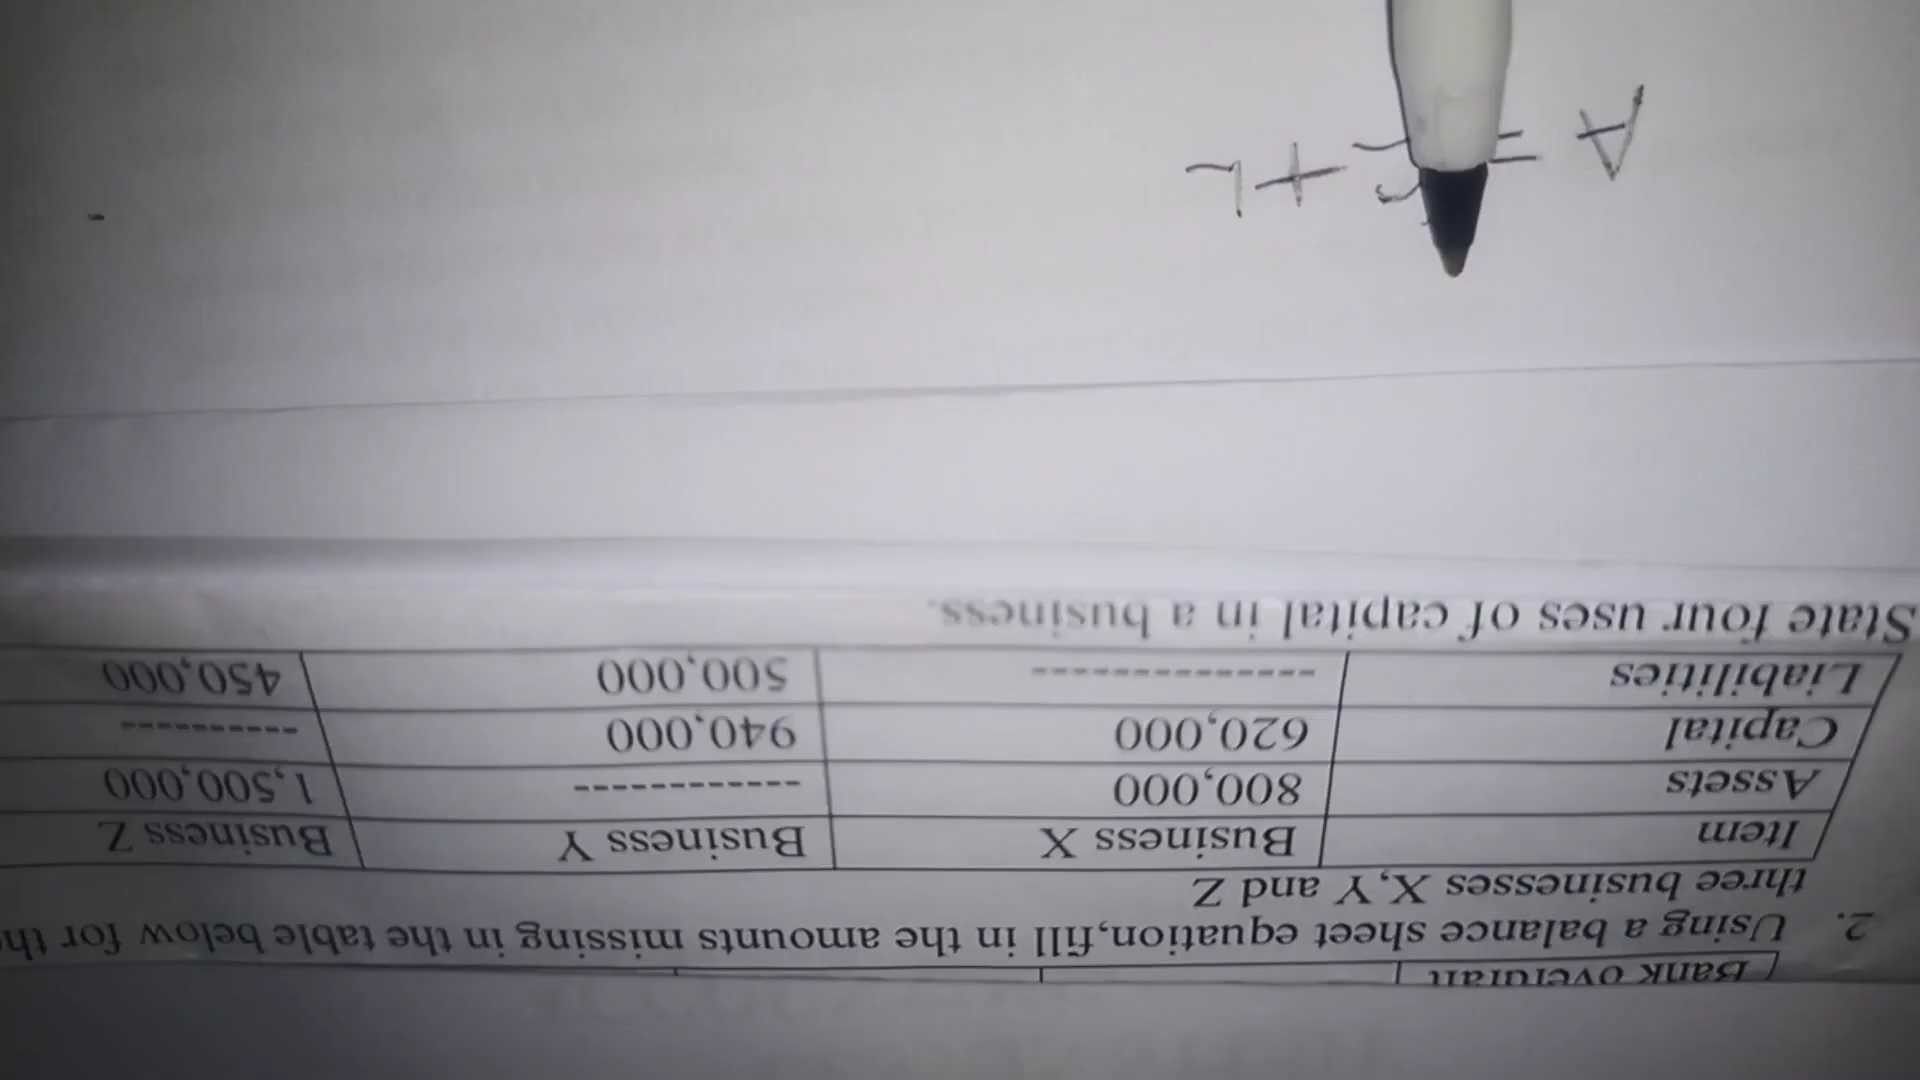 Bank overdraft
2. Using a balance sheet equation,fill in the amounts missing in the table below for
three businesses X,Y and Z
Item Business X Business Y Business Z
Assets 800,000 ------------ 1,500,000
Capital 620,000 940,000 ----------
Liabilities --------------- 500,000 450,000
State four uses of capital in a business.
A = + L